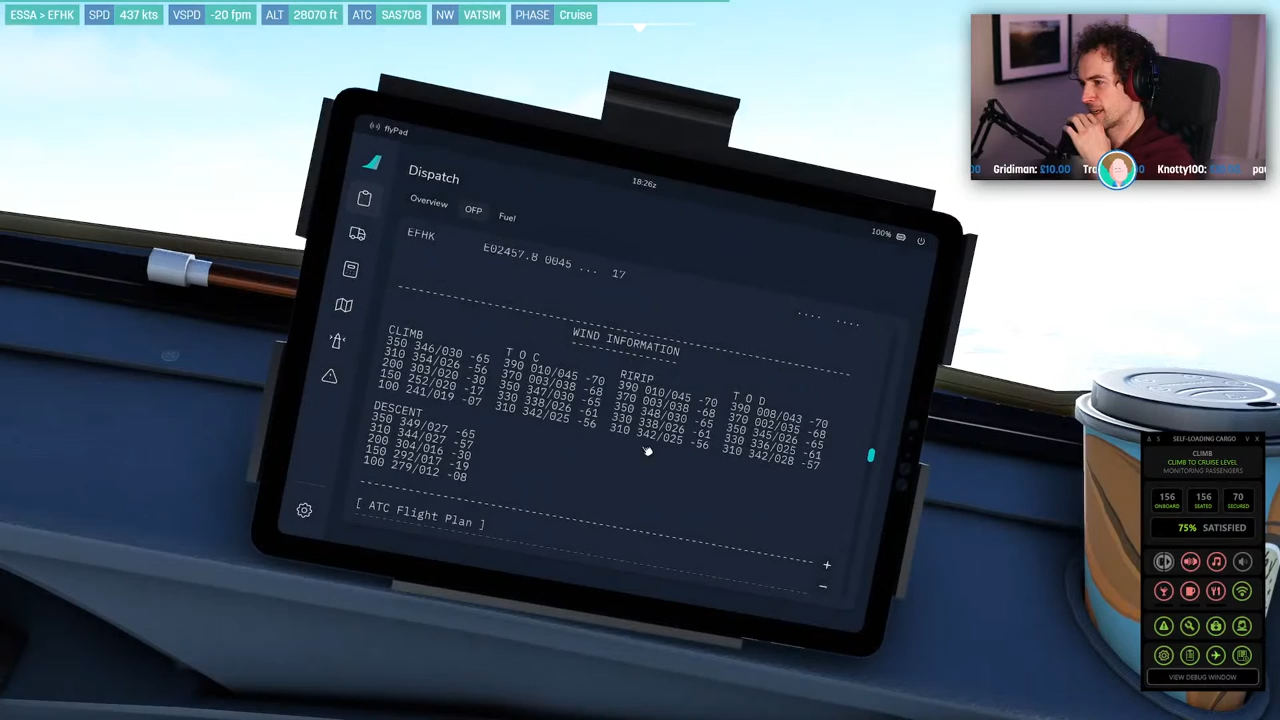 ESSA > EFHK SPD 437 kts VSPD -20 fpm ALT 28070 ft ATC SAS708 NW VATSIM PHASE Cruise
Gridiman: £10.00 Knotty100:
flyPad
18:26z
100%
Dispatch
Overview OFP Fuel
EFHK E02457.8 0045 ... 17
.... ....
WIND INFORMATION
CLIMB T O C RIRIP T O D
350 346/030 -65 390 010/045 -70 390 010/045 -70 390 008/043 -70
310 354/026 -56 370 003/038 -68 370 003/038 -68 370 002/035 -68
200 303/020 -30 350 347/030 -65 350 348/030 -65 350 345/026 -65
150 252/020 -17 330 338/026 -61 330 338/026 -61 330 336/025 -61
100 241/019 -07 310 342/025 -56 310 342/025 -56 310 342/028 -57
DESCENT
350 349/027 -65
310 344/027 -57
200 304/016 -30
150 292/017 -19
100 279/012 -08
[ ATC Flight Plan ]
+
-
SELF-LOADING CARGO
CLIMB
CLIMB TO CRUISE LEVEL
MONITORING PASSENGERS
156 156 70
ONBOARD SEATED SECURED
75% SATISFIED
VIEW DEBUG WINDOW